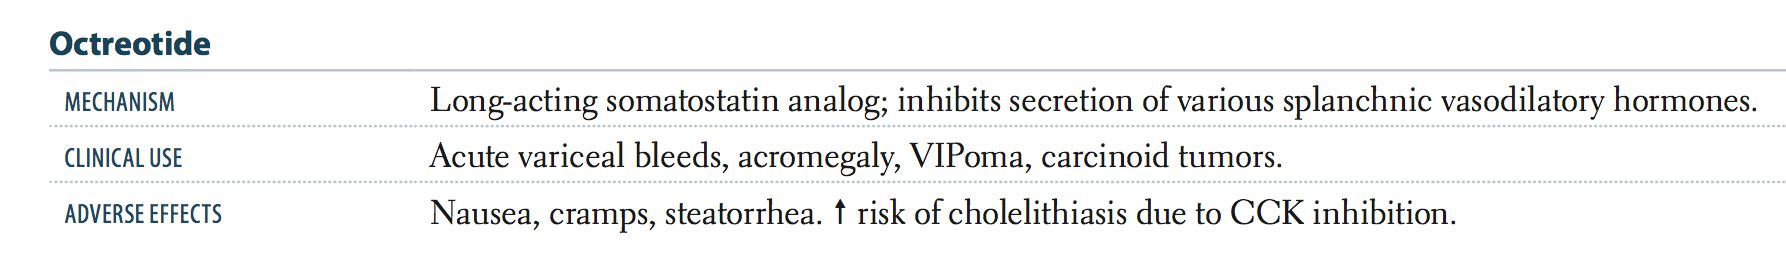 Octreotide
MECHANISM Long-acting somatostatin analog; inhibits secretion of various splanchnic vasodilatory hormones.
CLINICAL USE Acute variceal bleeds, acromegaly, VIPoma, carcinoid tumors.
ADVERSE EFFECTS Nausea, cramps, steatorrhea. ↑ risk of cholelithiasis due to CCK inhibition.